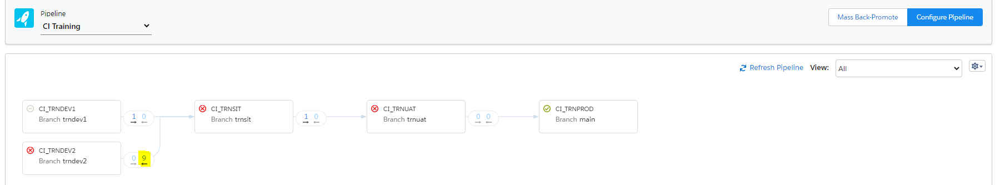 Pipeline
CI Training
Mass Back-Promote
Configure Pipeline
Refresh Pipeline View: All
CI_TRNDEV1
Branch trndev1
1 0
CI_TRNSIT
Branch trnsit
1 0
CI_TRNUAT
Branch trnuat
0 0
CI_TRNPROD
Branch main
CI_TRNDEV2
Branch trndev2
0 9